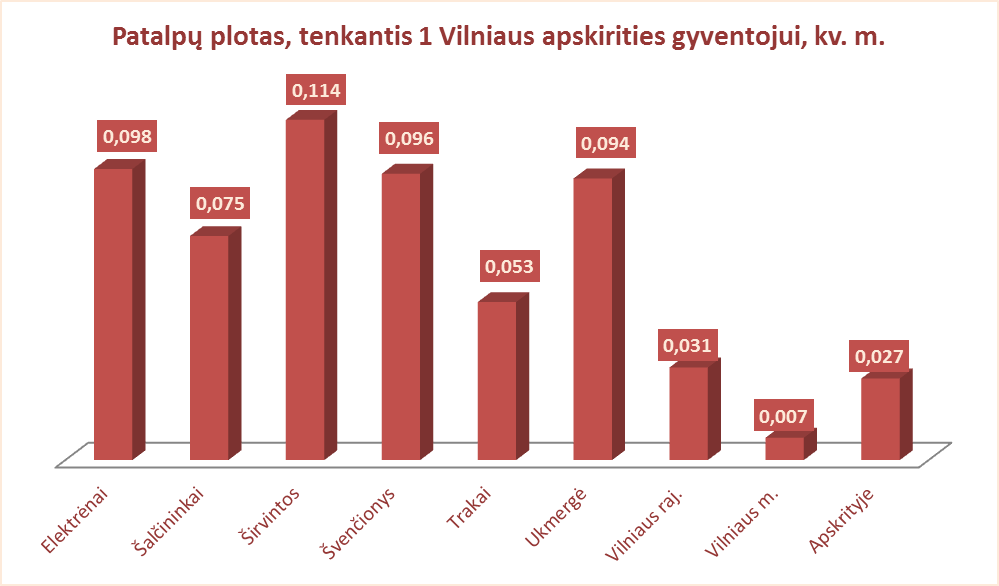 Patalpų plotas, tenkantis 1 Vilniaus apskirities gyventojui, kv. m.
0,098
0,075
0,114
0,096
0,053
0,094
0,031
0,007
0,027
Elektrėnai
Šalčininkai
Širvintos
Švenčionys
Trakai
Ukmergė
Vilniaus raj.
Vilniaus m.
Apskrityje